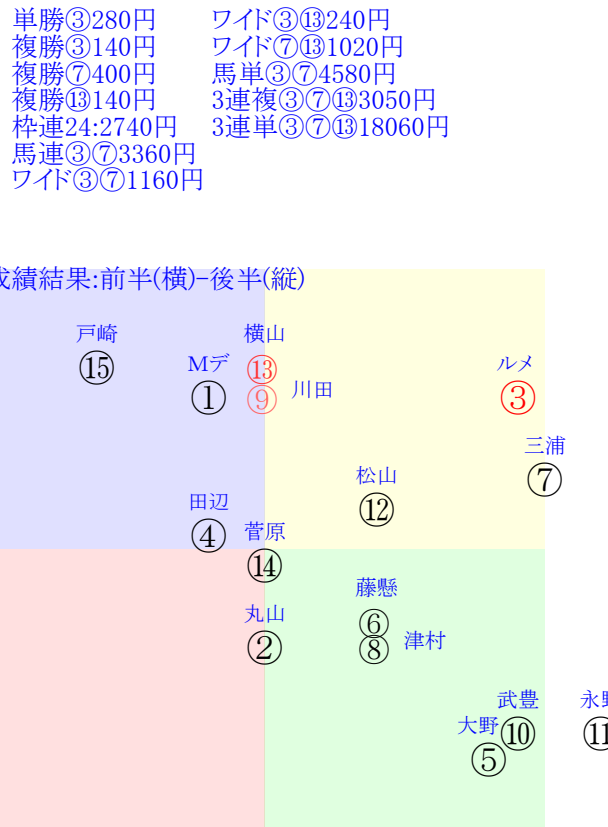 単勝③280円
複勝③140円
複勝⑦400円
複勝⑬140円
枠連24:2740円
馬連③⑦3360円
ワイド③⑦1160円
ワイド③⑬240円
ワイド⑦⑬1020円
馬単③⑦4580円
3連複③⑦⑬3050円
3連単③⑦⑬18060円
成績結果:前半(横)−後半(縦)
戸崎
⑮
Mデ
①
横山
⑬
⑨
川田
ルメ
③
三浦
⑦
松山
⑫
田辺
④
菅原
⑭
藤懸
⑥
⑧
津村
丸山
②
武豊
⑩
大野
⑤
永野
⑪